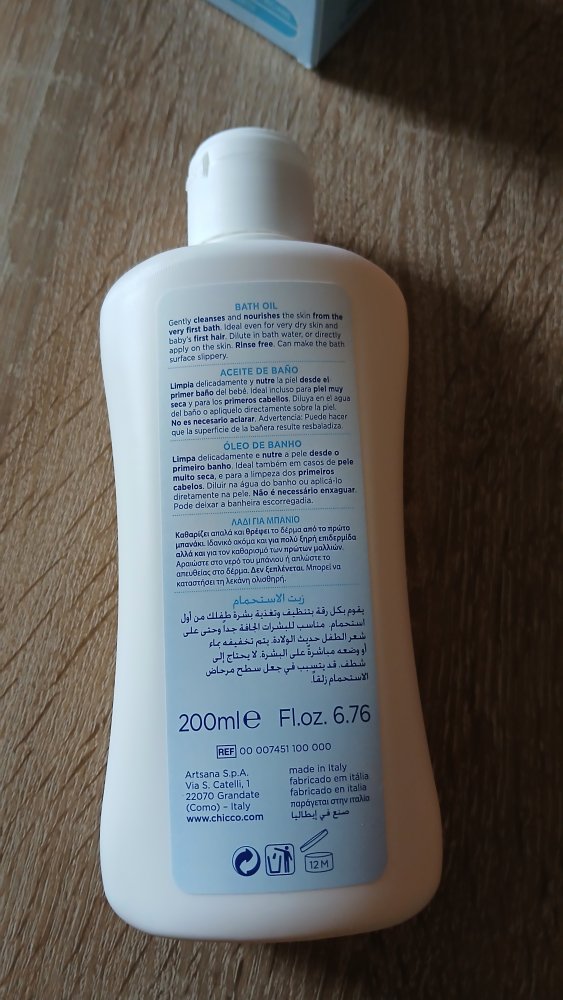 BATH OIL
Gently cleanses and nourishes the skin from the
very first bath. Ideal even for very dry skin and
baby's first hair. Dilute in bath water, or directly
apply on the skin. Rinse free. Can make the bath
surface slippery.
ACEITE DE BAÑO
Limpia delicadamente y nutre la piel desde el
primer baño del bebé. Ideal incluso para piel muy
seca y para los primeros cabellos. Diluya en el agua
del baño o aplíquelo directamente sobre la piel.
No es necesario aclarar. Advertencia: Puede hacer
que la superficie de la bañera resulte resbaladiza.
ÓLEO DE BANHO
Limpa delicadamente e nutre a pele desde o
primeiro banho. Ideal também em casos de pele
muito seca, e para a limpeza dos primeiros
cabelos. Diluir na água do banho ou aplicá-lo
diretamente na pele. Não é necessário enxaguar.
Pode deixar a banheira escorregadia.
ΛΑΔΙ ΓΙΑ ΜΠΑΝΙΟ
Καθαρίζει απαλά και θρέφει το δέρμα από το πρώτο
μπανάκι. Ιδανικό ακόμα και για πολύ ξηρή επιδερμίδα
αλλά και για τον καθαρισμό των πρώτων μαλλιών.
Αραιώστε στο νερό του μπάνιου ή απλώστε το
απευθείας στο δέρμα. Δεν ξεπλένεται. Μπορεί να
καταστήσει τη λεκάνη ολισθηρή.
زيت الاستحمام
يقوم بكل رقة بتنظيف وتغذية بشرة طفلك من أول
استحمام. مناسب للبشرات الجافة جداً وحتى على
شعر الطفل حديث الولادة. يتم تخفيفه بماء
أو وضعه مباشرةً على البشرة. لا يحتاج إلى
شطف. قد يتسبب في جعل سطح مرحاض
الاستحمام زلقاً.
200ml e Fl.oz. 6.76
REF 00 007451 100 000
Artsana S.p.A.
Via S. Catelli, 1
22070 Grandate
(Como) – Italy
www.chicco.com
made in Italy
fabricado em itália
fabricado en italia
παράγεται στην ιταλία
صنع في إيطاليا
12 M